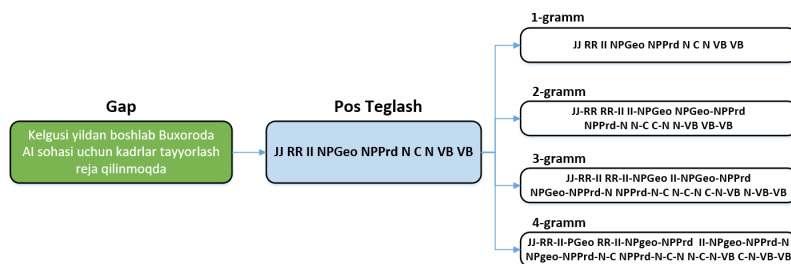 Gap
Kelgusi yildan boshlab Buxoroda
AI sohasi uchun kadrlar tayyorlash
reja qilinmoqda
Pos Teglash
JJ RR II NPGeo NPPrd N C N VB VB
1-gramm
JJ RR II NPGeo NPPrd N C N VB VB
2-gramm
JJ-RR RR-II II-NPGeo NPGeo-NPPrd
NPPrd-N N-C C-N N-VB VB-VB
3-gramm
JJ-RR-II RR-II-NPGeo II-NPGeo-NPPrd
NPGeo-NPPrd-N NPPrd-N-C N-C-N C-N-VB N-VB-VB
4-gramm
JJ-RR-II-PGeo RR-II-NPgeo-NPPrd II-NPgeo-NPPrd-N
NPgeo-NPPrd-N-C NPPrd-N-C-N N-C-N-VB C-N-VB-VB